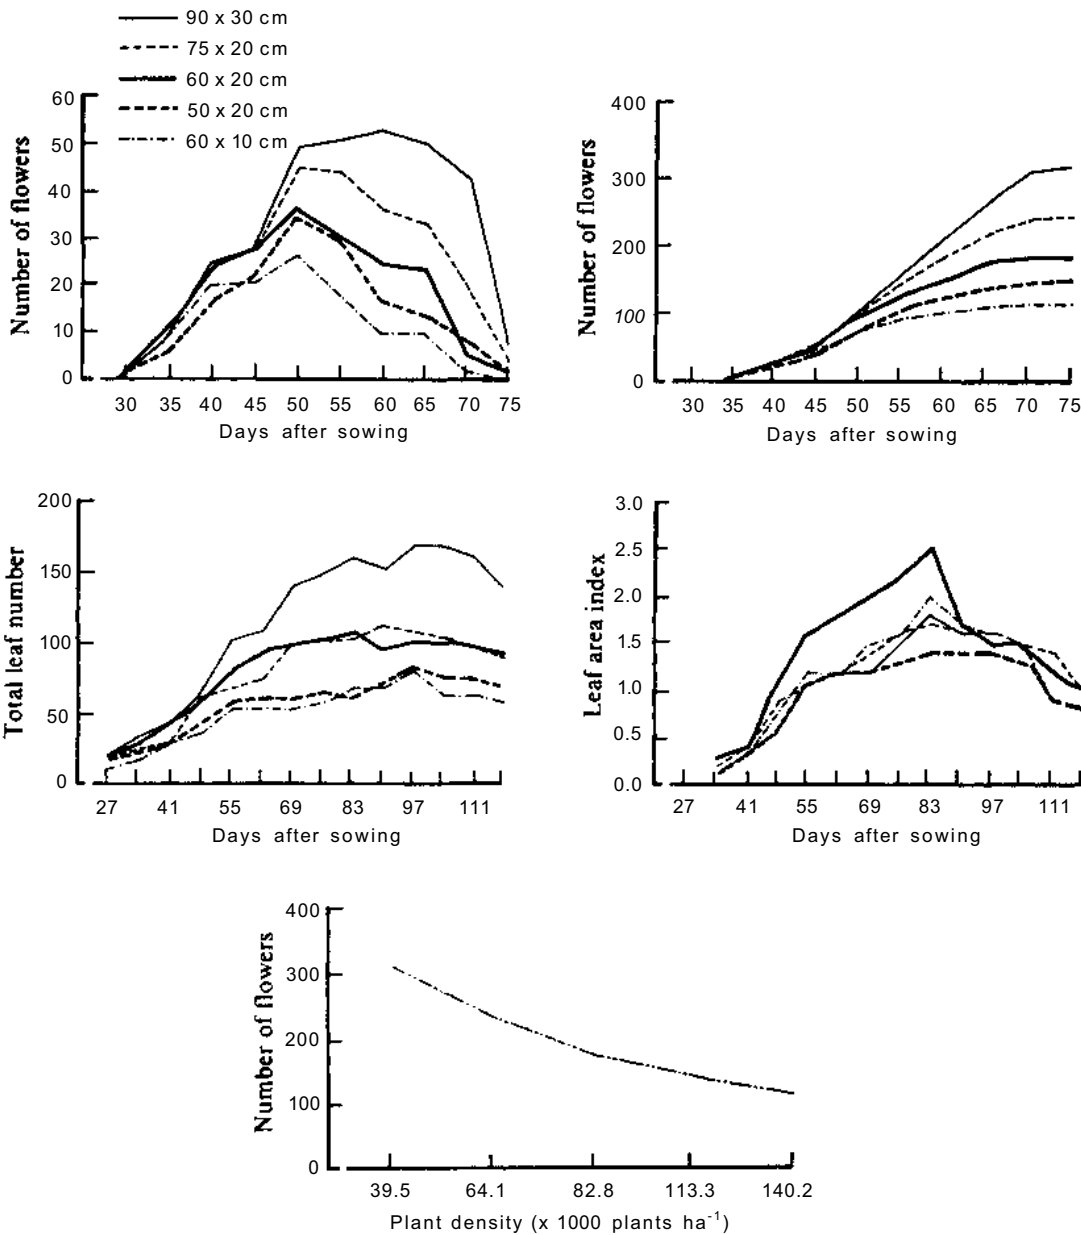 90 x 30 cm
75 x 20 cm
60 x 20 cm
50 x 20 cm
60 x 10 cm
Number of flowers
60
50
40
30
20
10
0
30 35 40 45 50 55 60 65 70 75
Days after sowing
Number of flowers
400
300
200
100
0
30 35 40 45 50 55 60 65 70 75
Days after sowing
Total leaf number
200
150
100
50
0
27 41 55 69 83 97 111
Days after sowing
Leaf area index
3.0
2.5
2.0
1.5
1.0
0.5
0.0
27 41 55 69 83 97 111
Days after sowing
Number of flowers
400
300
200
100
0
39.5 64.1 82.8 113.3 140.2
Plant density (x 1000 plants ha⁻¹)